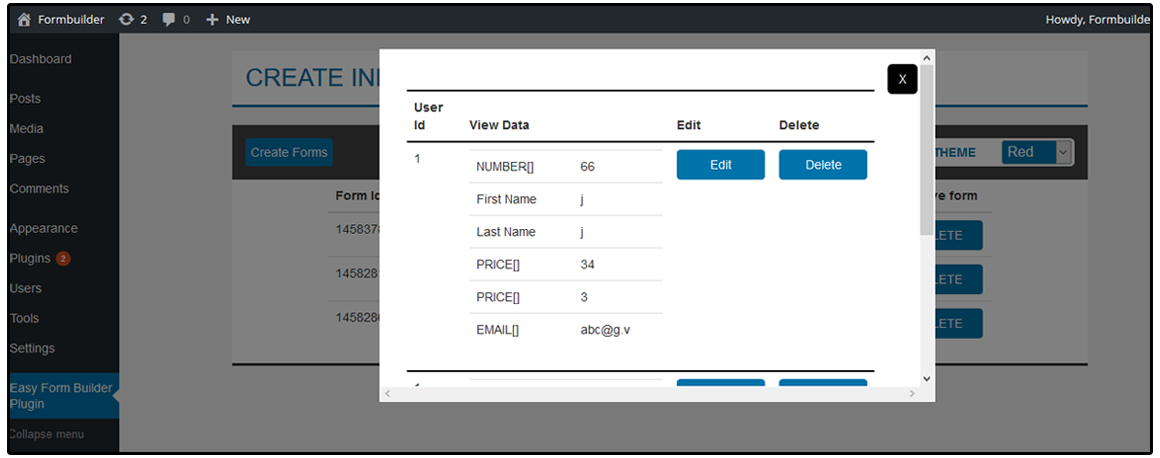 Formbuilder 2 0 New Howdy, Formbuilde
Dashboard
Posts
Media
Pages
Comments
Appearance
Plugins 2
Users
Tools
Settings
Easy Form Builder
Plugin
Collapse menu
CREATE IN
Create Forms
THEME Red
Form Id
ve form
145837
LETE
145828
LETE
145828
LETE
X
User
Id View Data Edit Delete
1
NUMBER[] 66 Edit Delete
First Name j
Last Name j
PRICE[] 34
PRICE[] 3
EMAIL[] abc@g.v